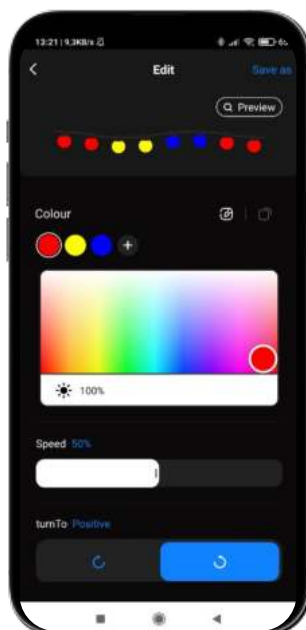 13:21 | 9,3KB/s
Edit
Save as
Preview
Colour
100%
Speed 50%
turnTo Positive